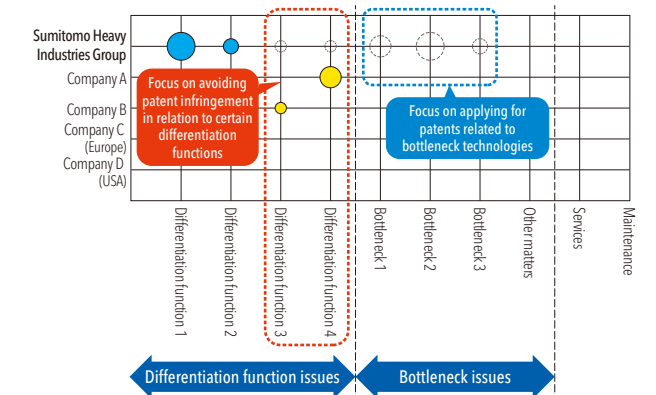 Sumitomo Heavy
Industries Group
Company A
Company B
Company C
(Europe)
Company D
(USA)
Focus on avoiding
patent infringement
in relation to certain
differentiation
functions
Focus on applying for
patents related to
bottleneck technologies
Differentiation function 1
Differentiation function 2
Differentiation function 3
Differentiation function 4
Bottleneck 1
Bottleneck 2
Bottleneck 3
Other matters
Services
Maintenance
Differentiation function issues
Bottleneck issues